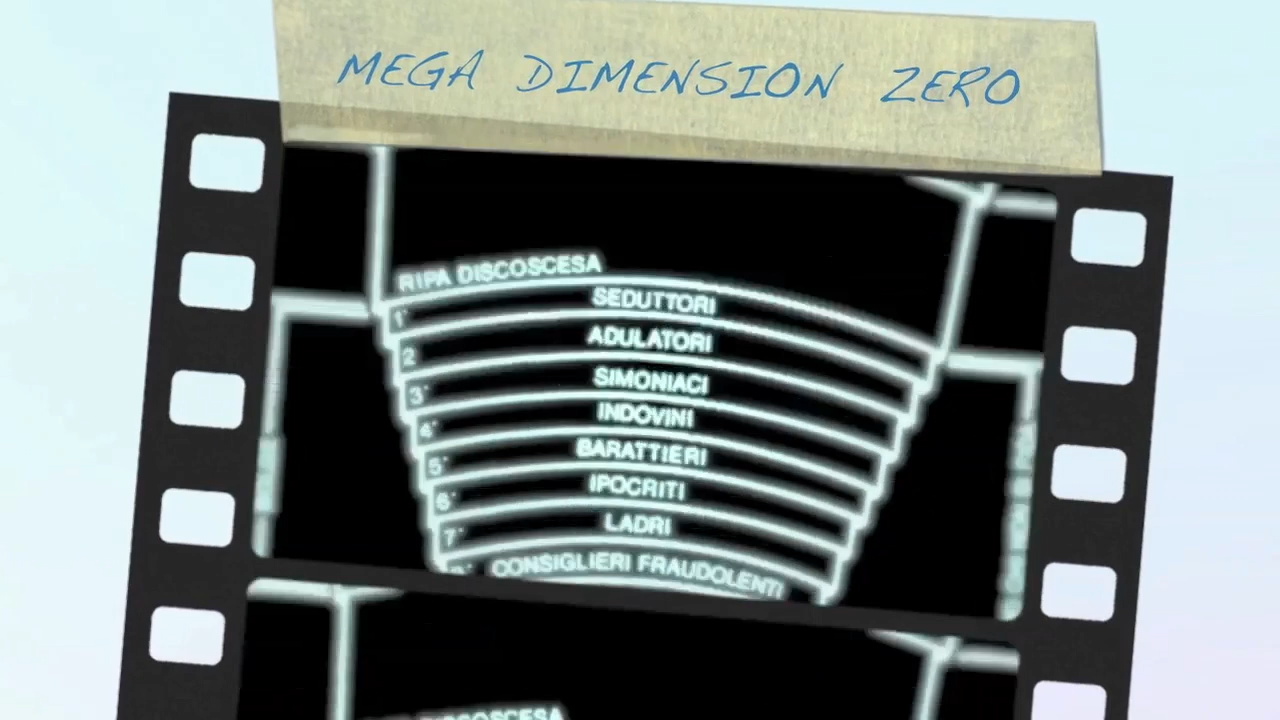 MEGA DIMENSION ZERO
RIPA DISCOSCESA
SEDUTTORI
1°
ADULATORI
2
SIMONIACI
3°
INDOVINI
4°
BARATTIERI
5°
IPOCRITI
6°
LADRI
7°
CONSIGLIERI FRAUDOLENTI
DISCOSCESA